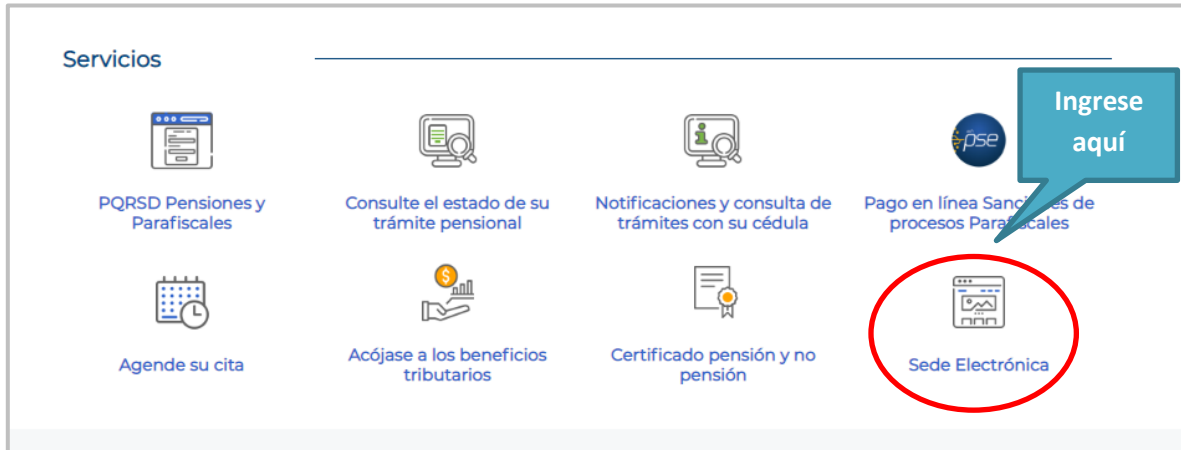 Servicios
Ingrese
aquí
pse
PQRSD Pensiones y
Parafiscales
Consulte el estado de su
trámite pensional
Notificaciones y consulta de
trámites con su cédula
Pago en línea Sanciones de
procesos Parafiscales
Agende su cita
Acójase a los beneficios
tributarios
Certificado pensión y no
pensión
Sede Electrónica